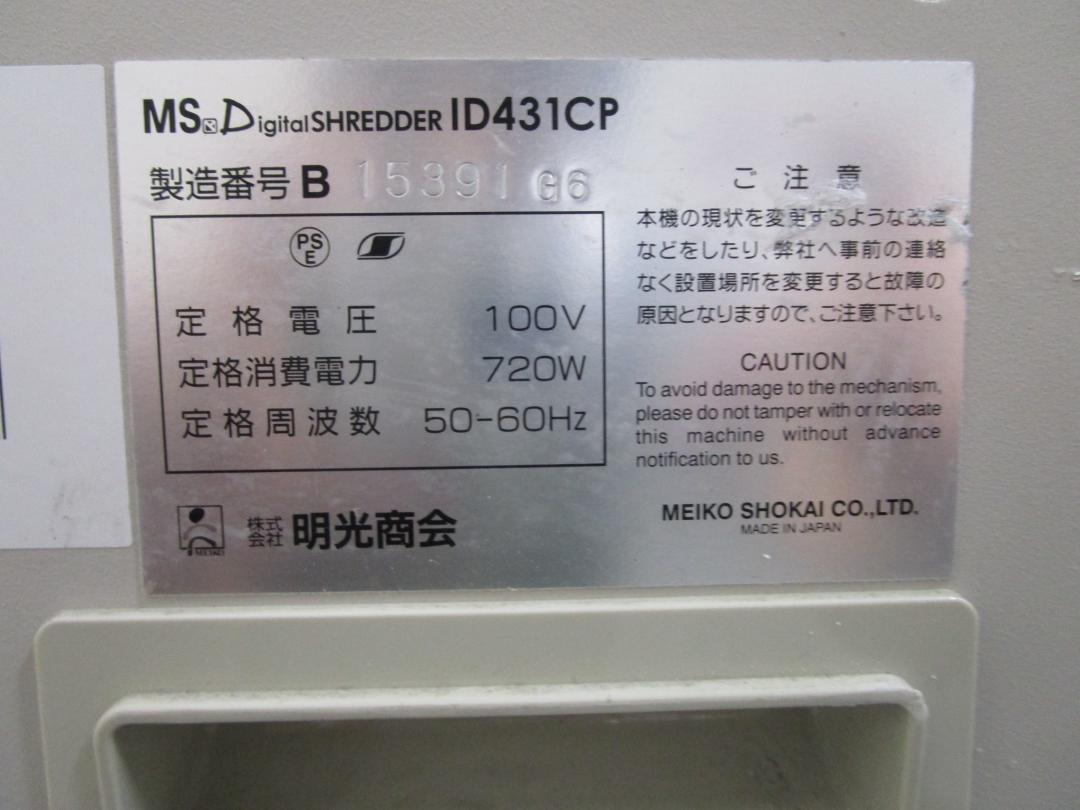 MS Digital SHREDDER ID431CP
製造番号 B 15391 G6
PS
E
定格電圧 100V
定格消費電力 720W
定格周波数 50-60Hz
ご注意
本機の現状を変更するような改造
などをしたり、弊社へ事前の連絡
なく設置場所を変更すると故障の
原因となりますので、ご注意下さい。
CAUTION
To avoid damage to the mechanism,
please do not tamper with or relocate
this machine without advance
notification to us.
株式
会社 明光商会
MEIKO SHOKAI CO.,LTD.
MADE IN JAPAN